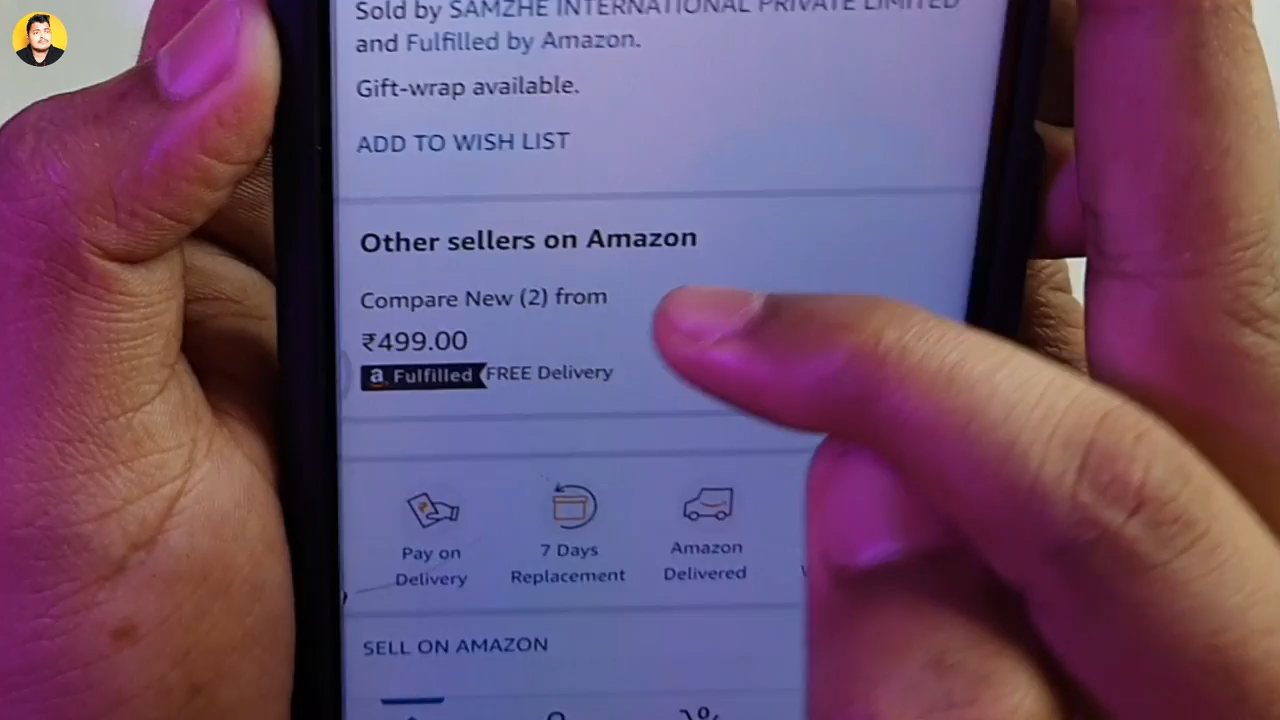 Sold by SAMZHE INTERNATIONAL PRIVATE LIMITED
and Fulfilled by Amazon.
Gift-wrap available.
ADD TO WISH LIST
Other sellers on Amazon
Compare New (2) from
₹499.00
a Fulfilled FREE Delivery
Pay on
Delivery
7 Days
Replacement
Amazon
Delivered
SELL ON AMAZON